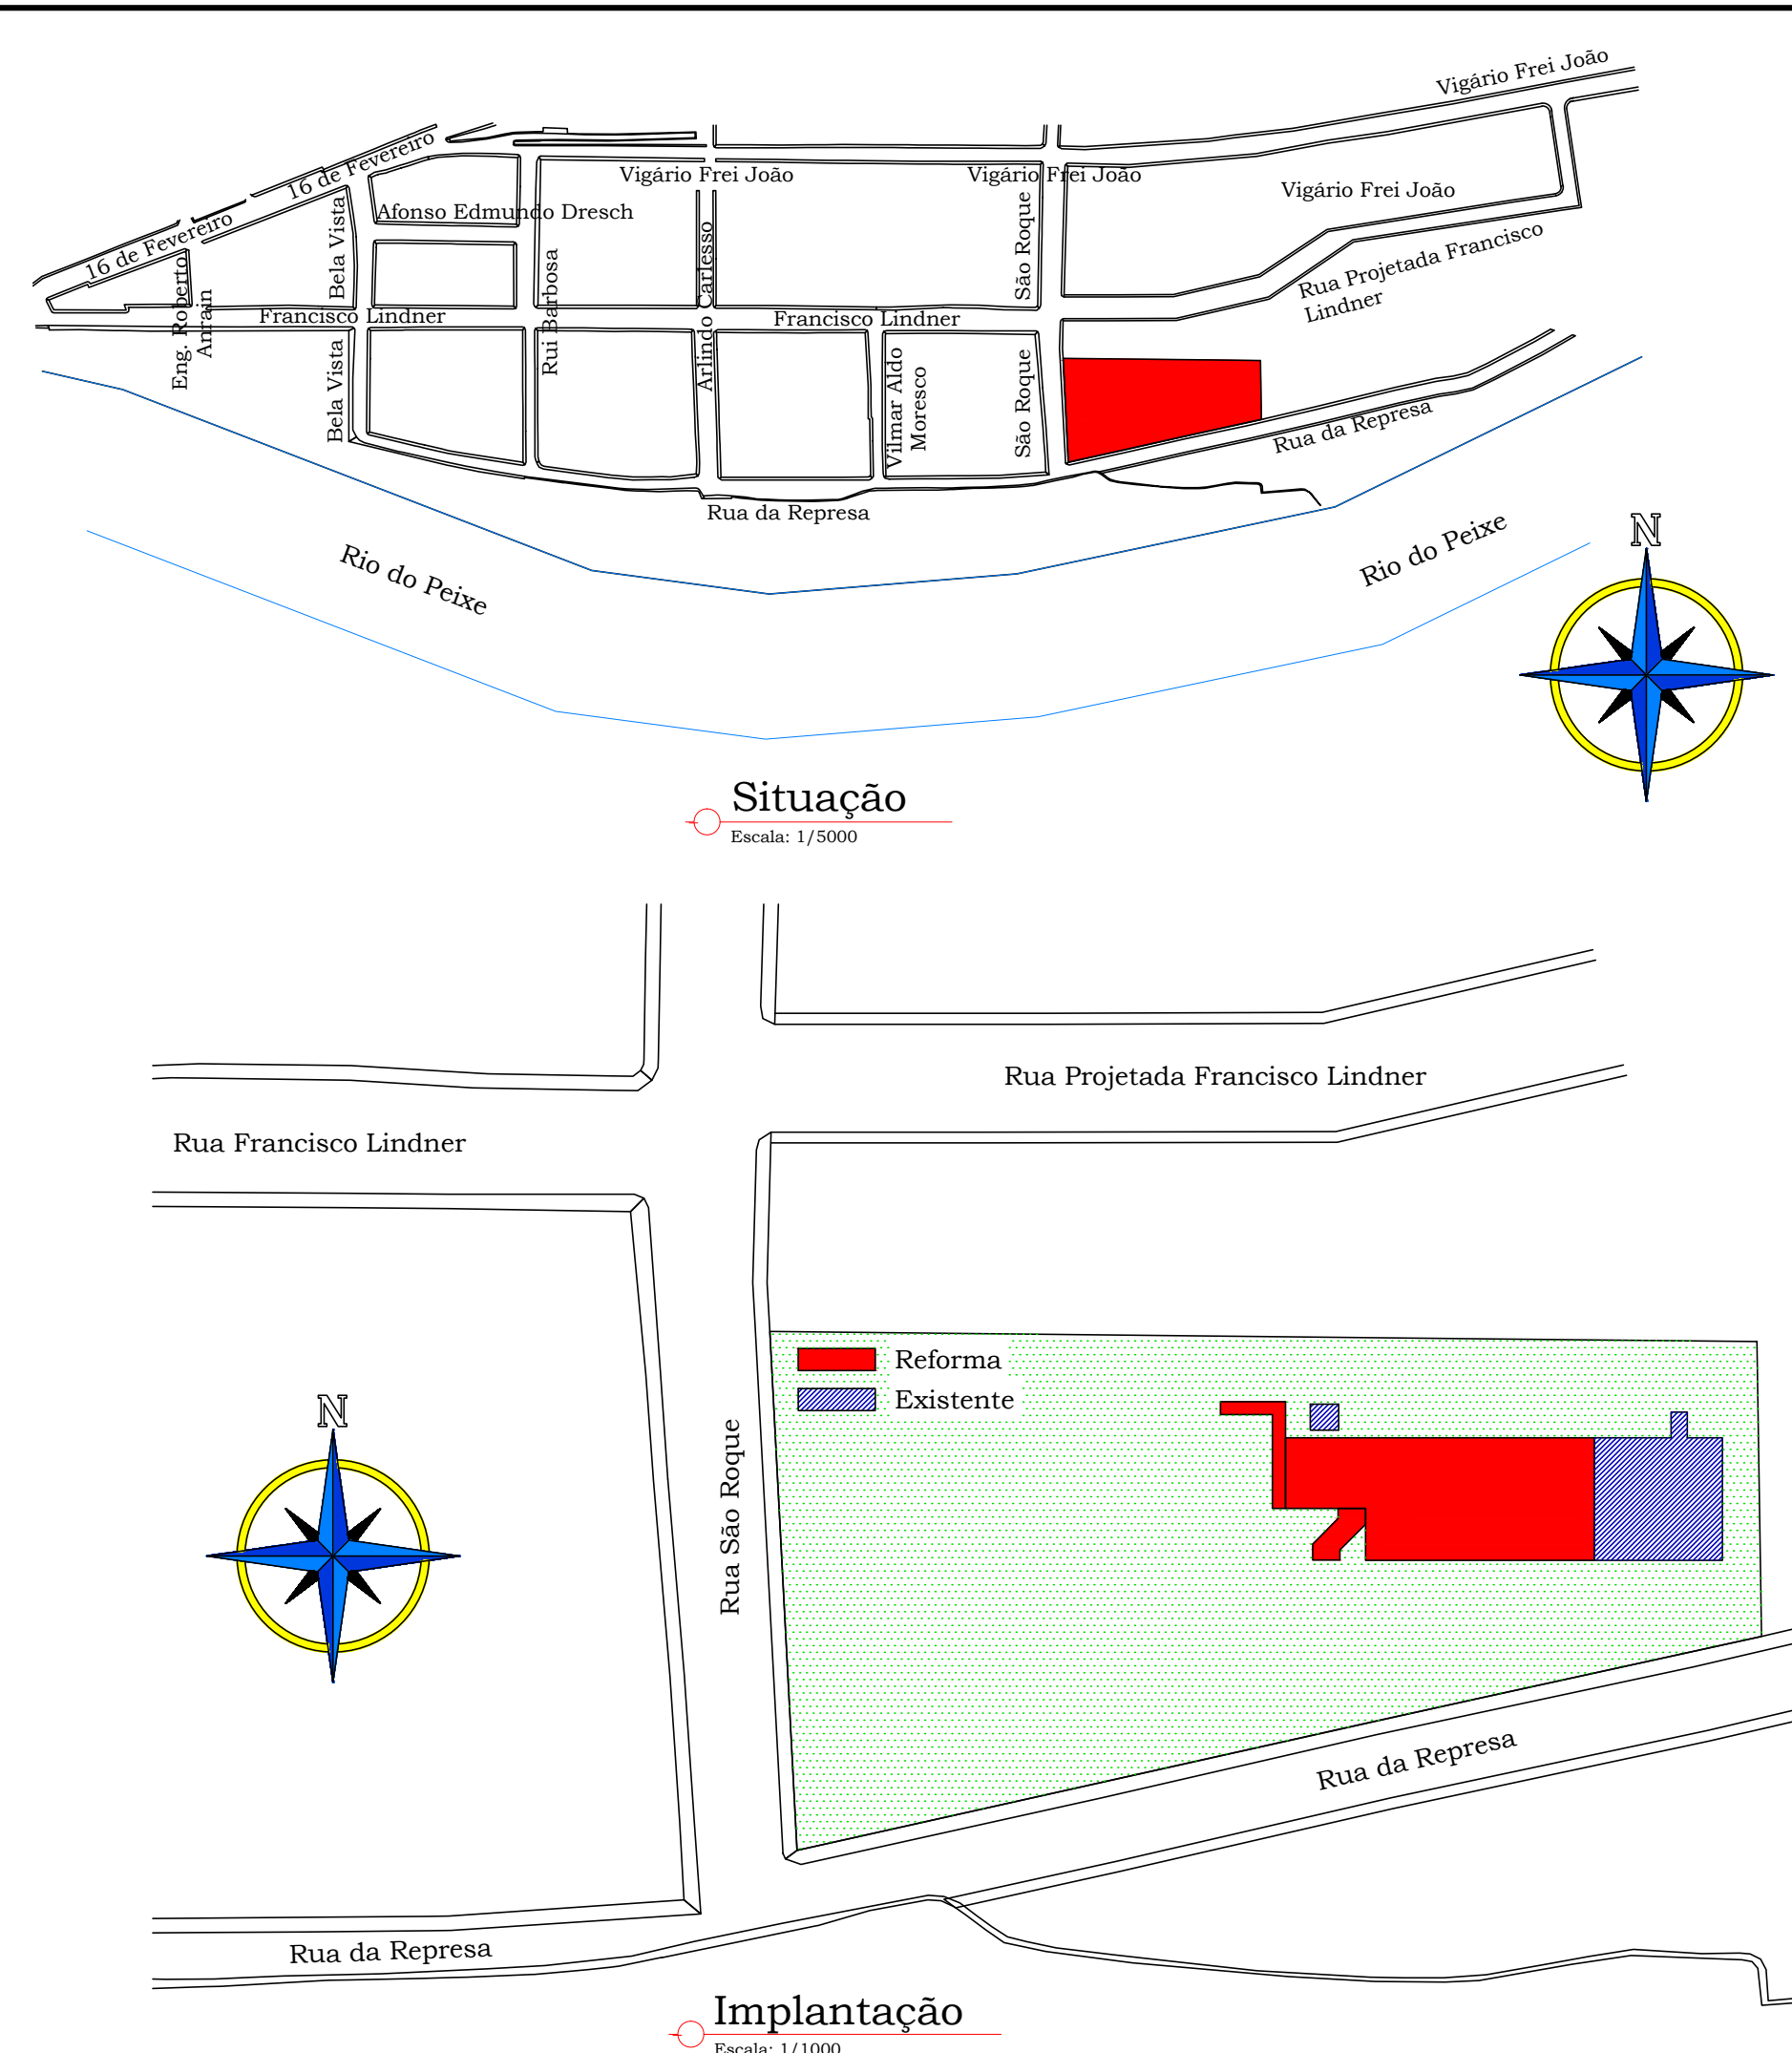 Vigário Frei João
16 de Fevereiro
16 de Fevereiro
Vigário Frei João
Vigário Frei João
Vigário Frei João
Afonso Edmundo Dresch
Bela Vista
São Roque
Eng. Roberto
Amrain
Rui Barbosa
Arlindo Carlesso
Rua Projetada Francisco
Lindner
Francisco Lindner
Francisco Lindner
Bela Vista
Vilmar Aldo
Moresco
São Roque
Rua da Represa
Rua da Represa
Rio do Peixe
Rio do Peixe
N
Situação
Escala: 1/5000
Rua Projetada Francisco Lindner
Rua Francisco Lindner
Reforma
Existente
N
Rua São Roque
Rua da Represa
Rua da Represa
Implantação
Escala: 1/1000